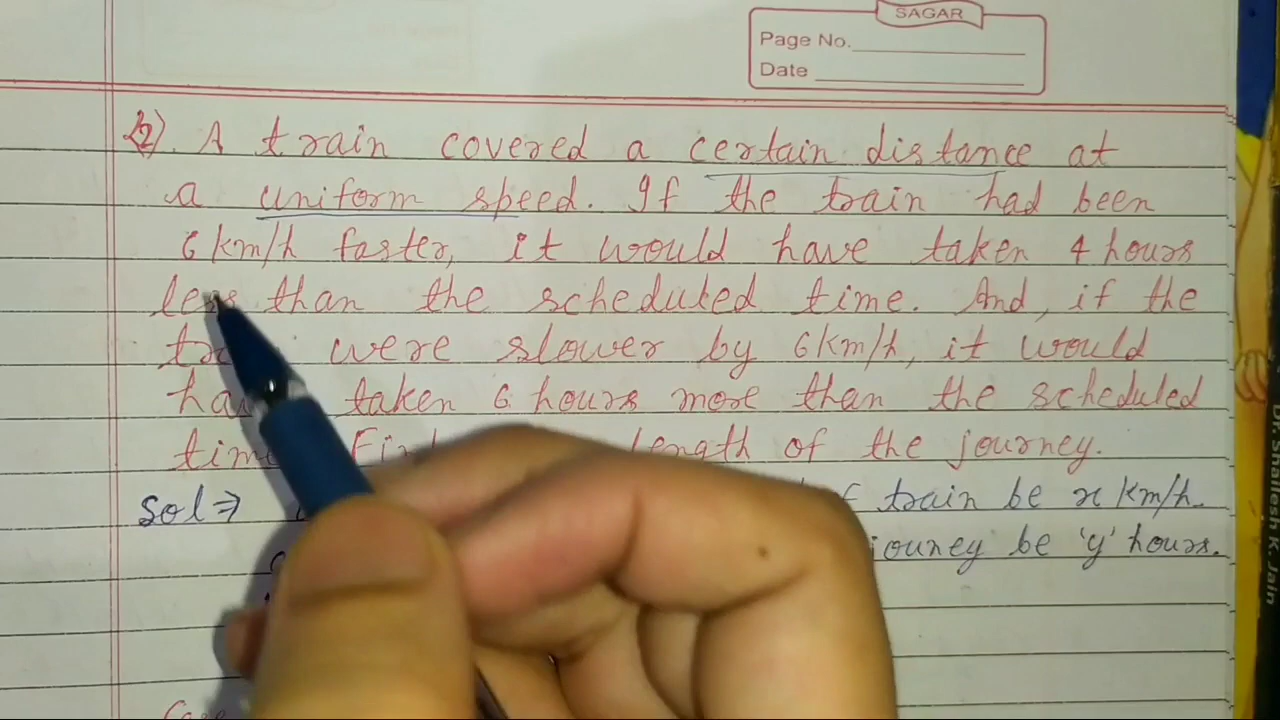 SAGAR
Page No.
Date
(2). A train covered a certain distance at
a uniform speed. If the train had been
6 km/h faster, it would have taken 4 hours
less than the scheduled time. And, if the
were slower by 6 km/h, it would
taken 6 hours more than the scheduled
length of the journey.
Sol ⇒ train be x km/h.
journey be 'y' hours.
Dr. Shailesh K. Jain